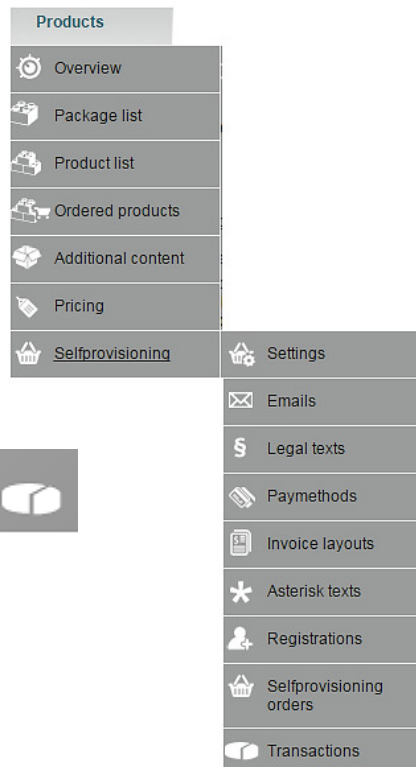 Products
Overview
Package list
Product list
Ordered products
Additional content
Pricing
Selfprovisioning
Settings
Emails
§ Legal texts
Paymethods
Invoice layouts
Asterisk texts
Registrations
Selfprovisioning
orders
Transactions